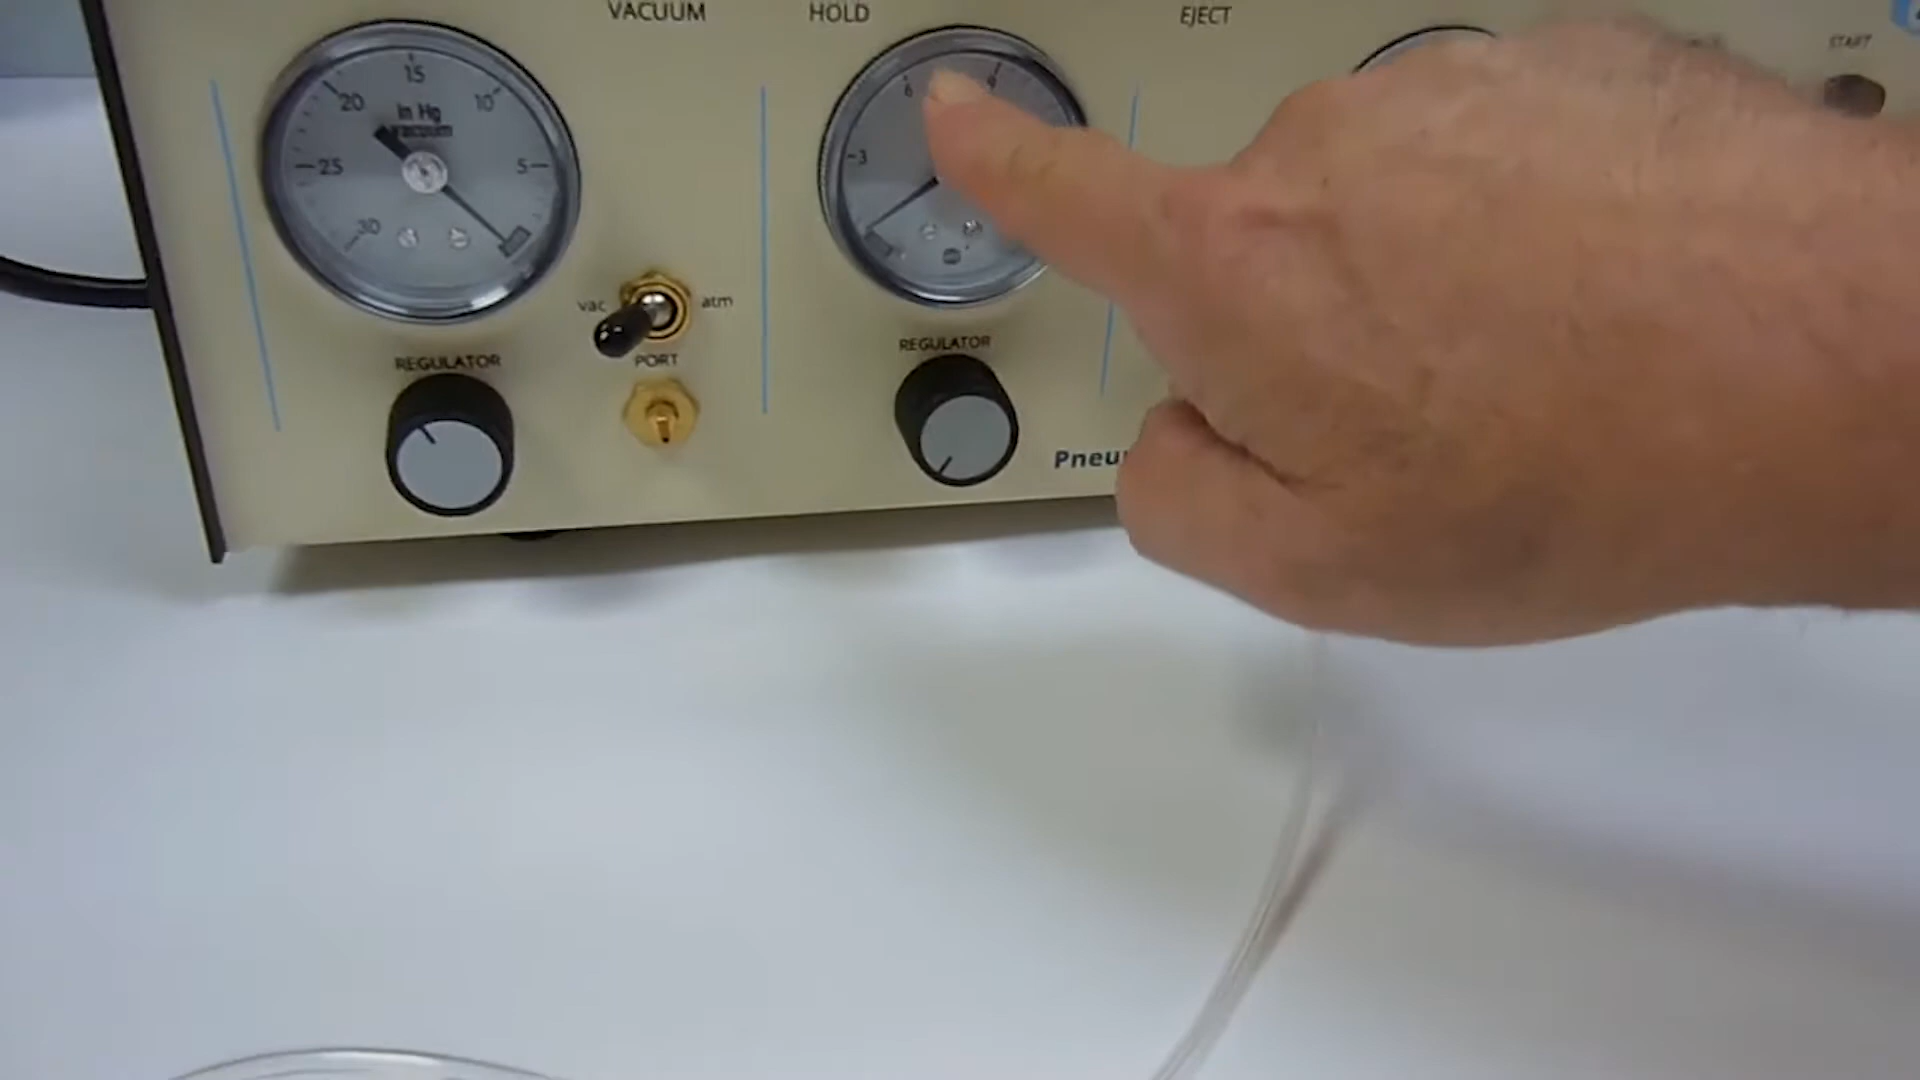 VACUUM
HOLD
EJECT
START
15
20
10
In Hg
vacuum
25
5
30
6
9
3
vac
atm
PORT
REGULATOR
REGULATOR
Pneu